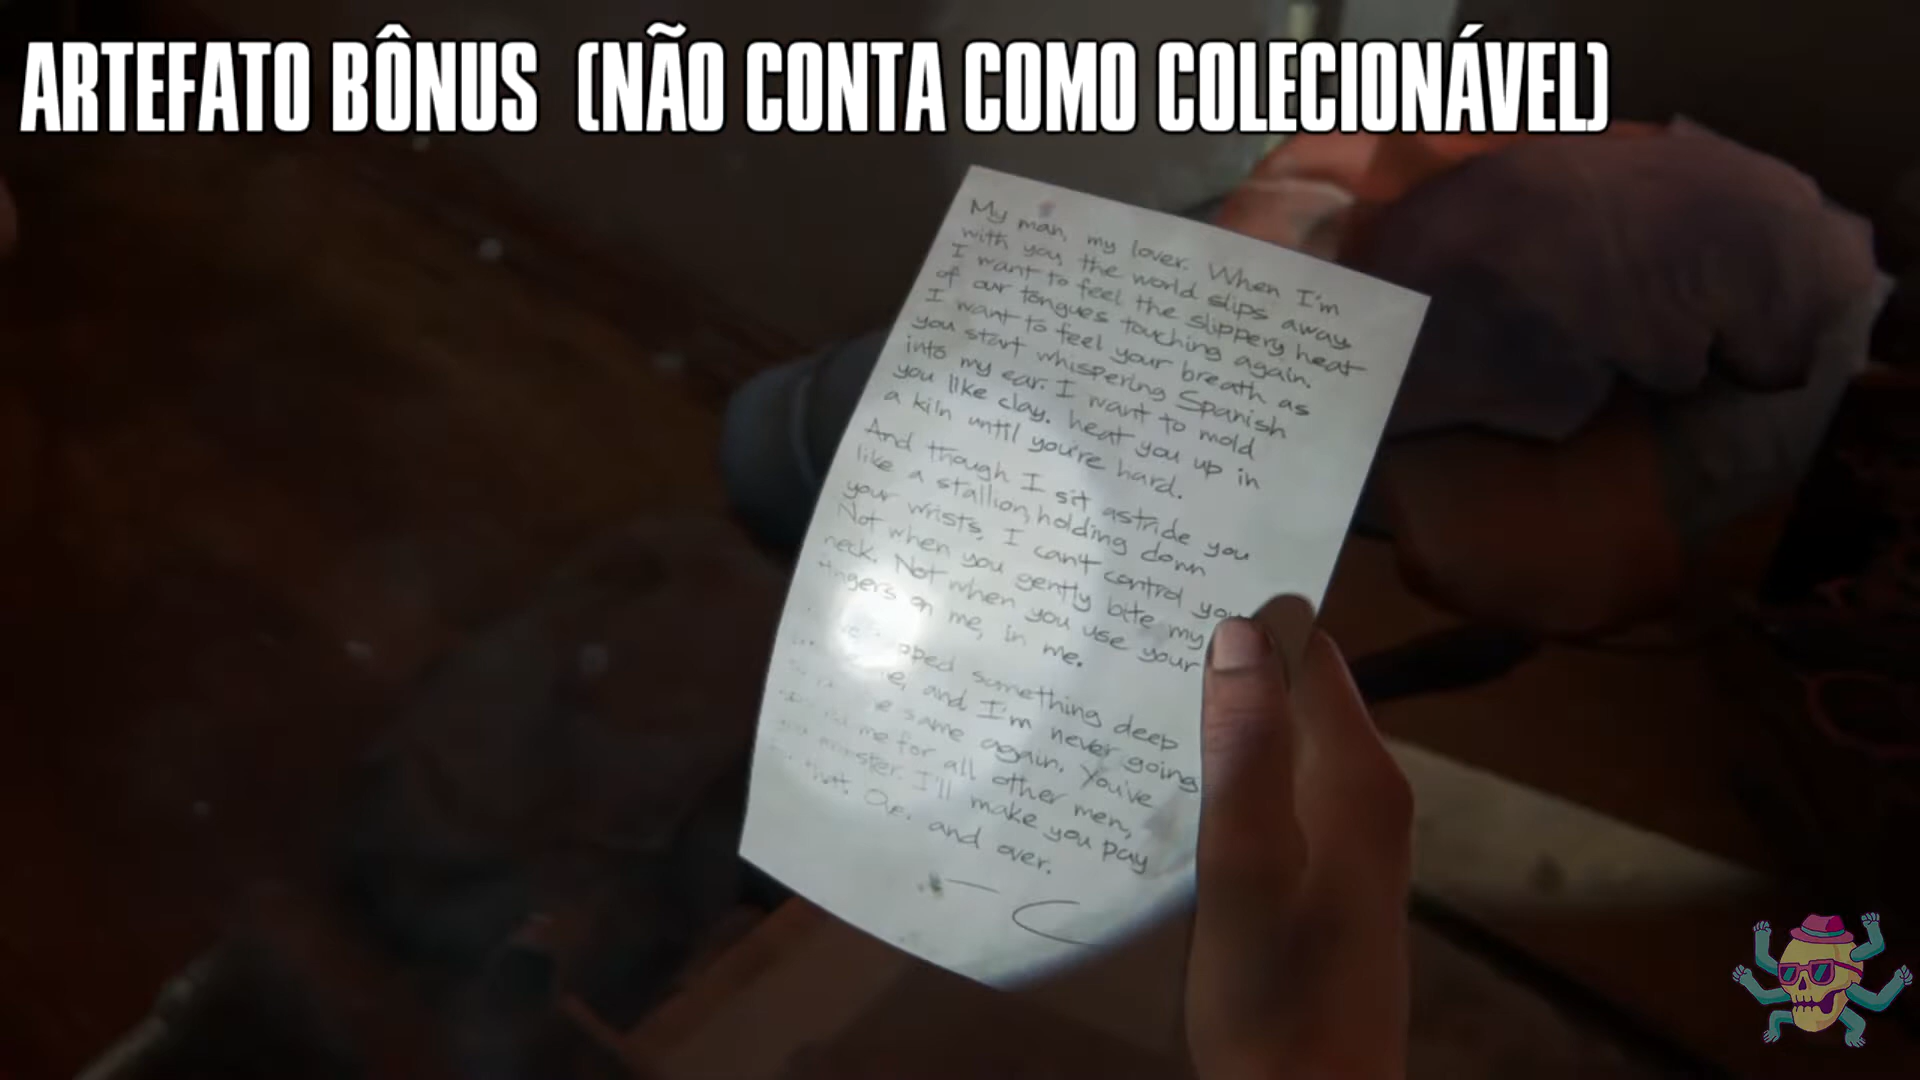 ARTEFATO BÔNUS (NÃO CONTA COMO COLECIONÁVEL)
My man, my lover. When I'm
with you, the world slips away.
I want to feel the slippery heat
of our tongues touching again.
I want to feel your breath as
you start whispering Spanish
into my ear. I want to mold
you like clay. heat you up in
a kiln until you're hard.
And though I sit astride you
like a stallion, holding down
your wrists, I can't control you
Not when you gently bite my
neck. Not when you use your
fingers on me, in me.
something deep
and I'm never going
same again. You've
me for all other men,
I'll make you pay
that. Over and over.
— C